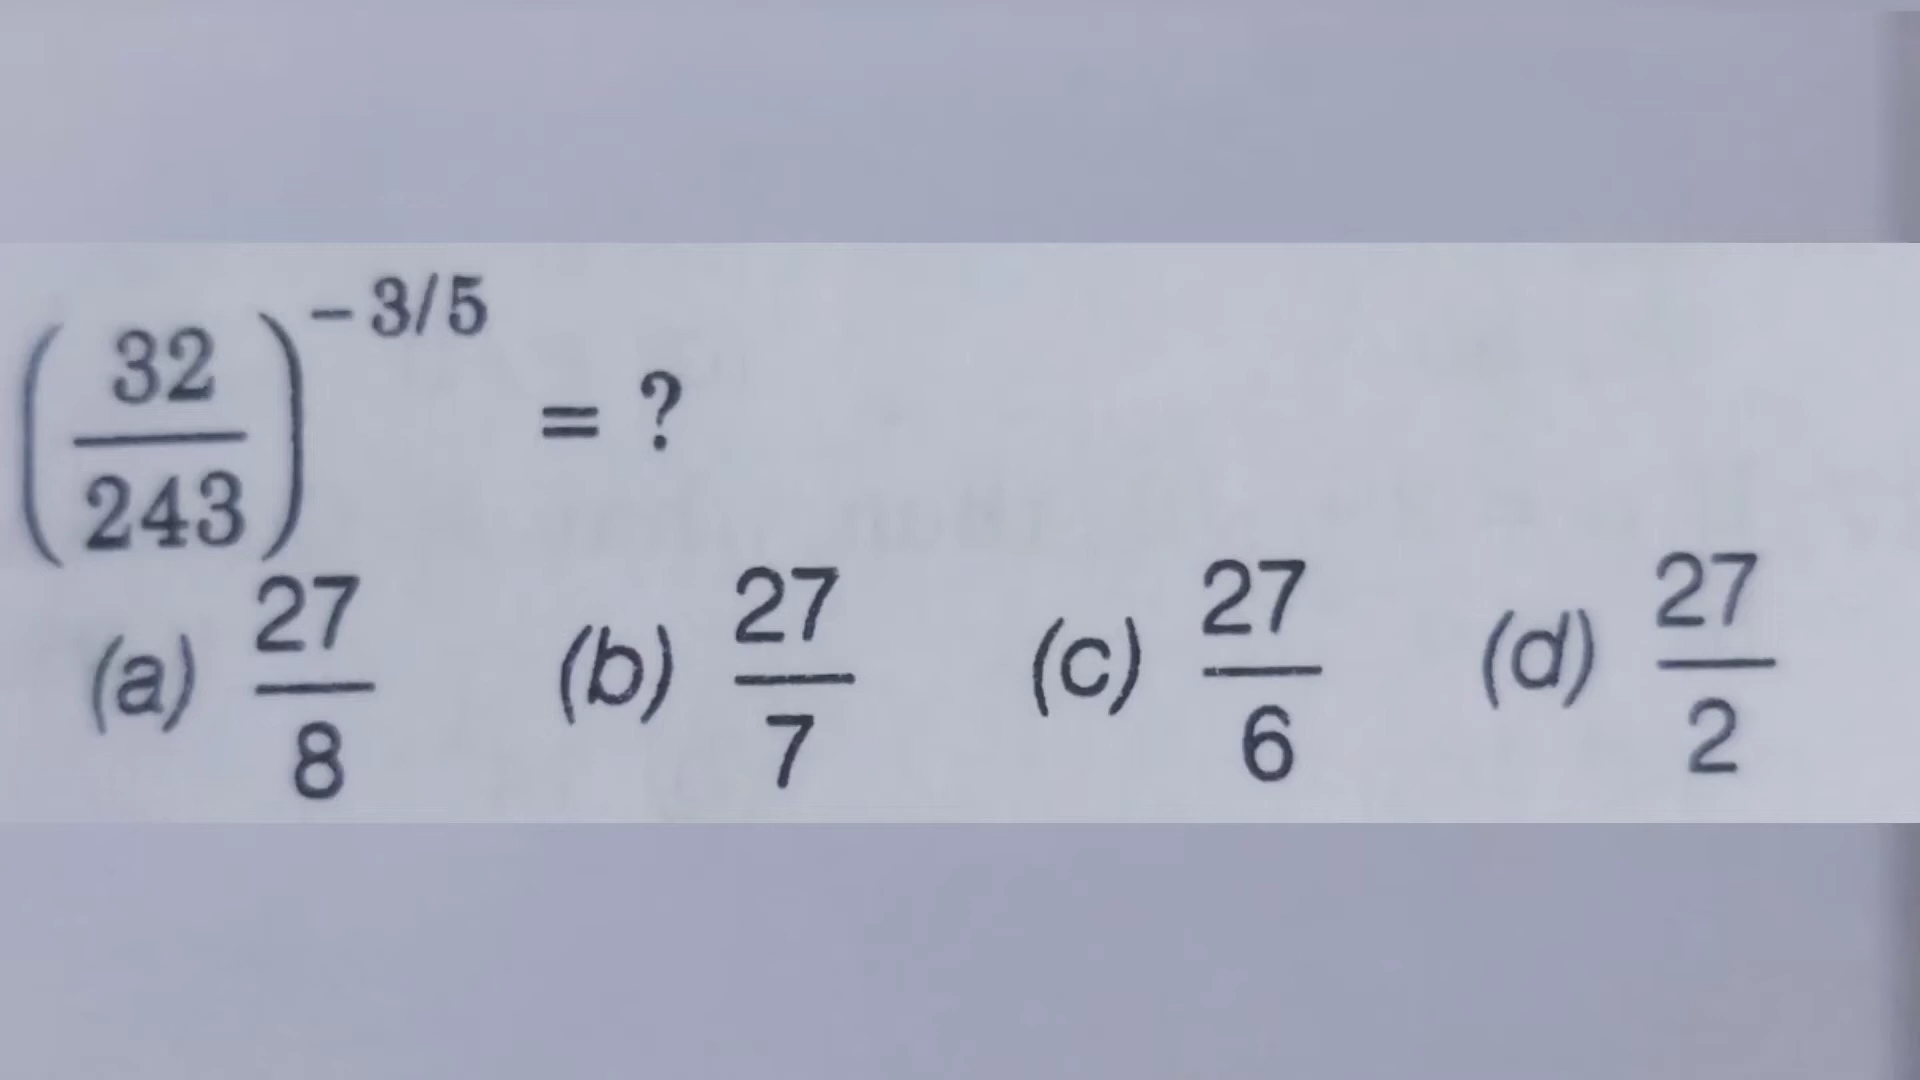 (32/243)^{-3/5} = ?
(a) 27/8 (b) 27/7 (c) 27/6 (d) 27/2